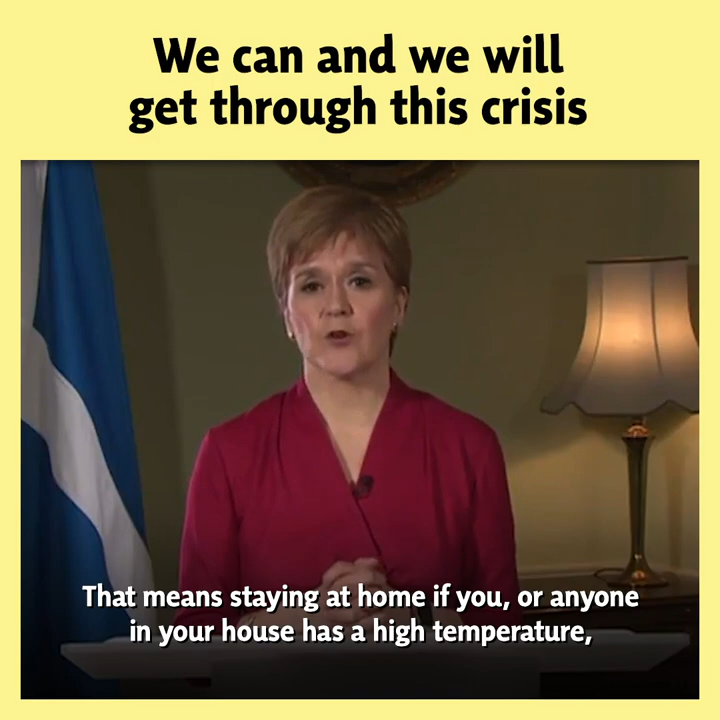 We can and we will
get through this crisis
That means staying at home if you, or anyone
in your house has a high temperature,